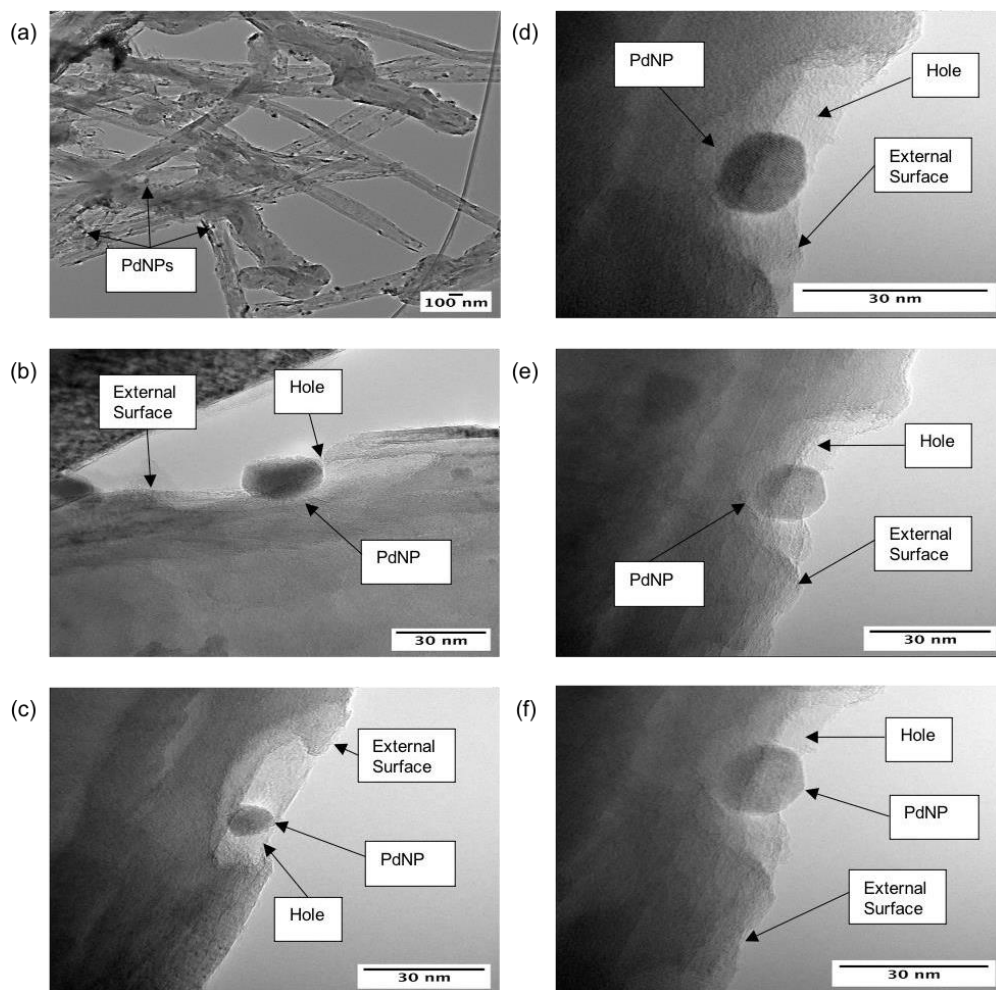 (a)
PdNPs
100 nm
(b)
External
Surface
Hole
PdNP
30 nm
(c)
External
Surface
PdNP
Hole
30 nm
(d)
PdNP
Hole
External
Surface
30 nm
(e)
Hole
PdNP
External
Surface
30 nm
(f)
Hole
PdNP
External
Surface
30 nm